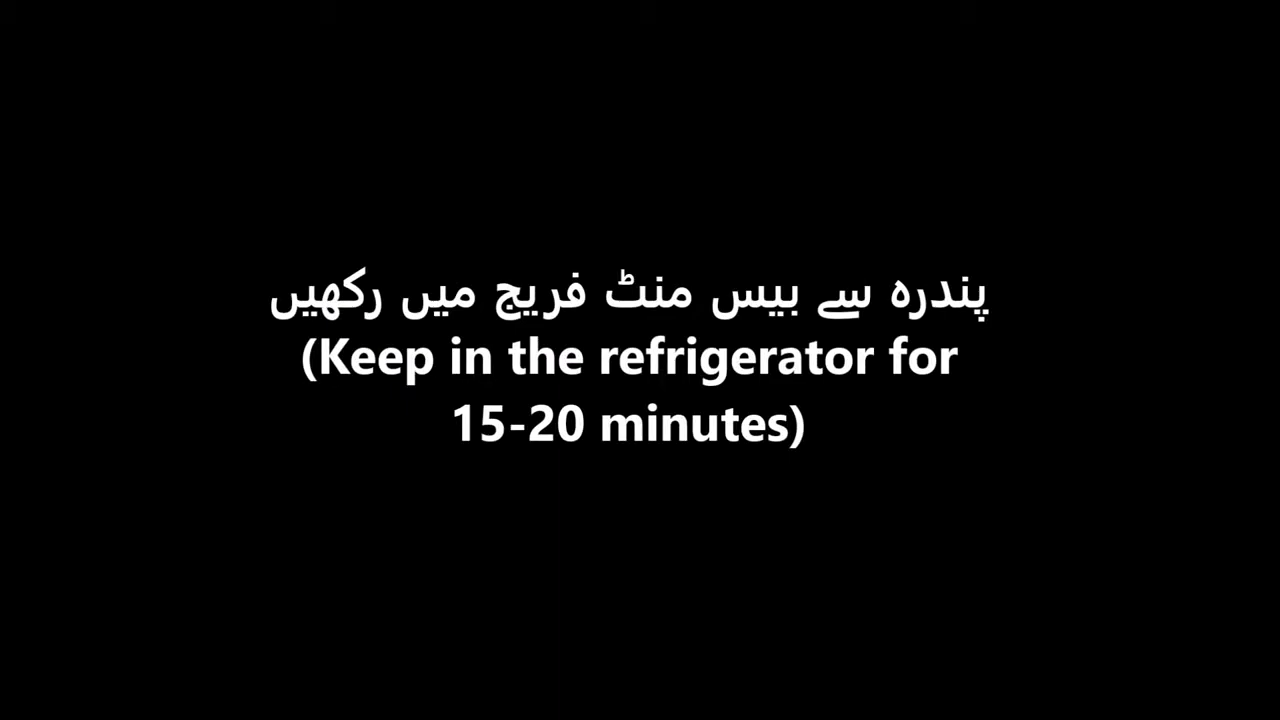 پندرہ سے بیس منٹ فریج میں رکھیں
(Keep in the refrigerator for
15-20 minutes)